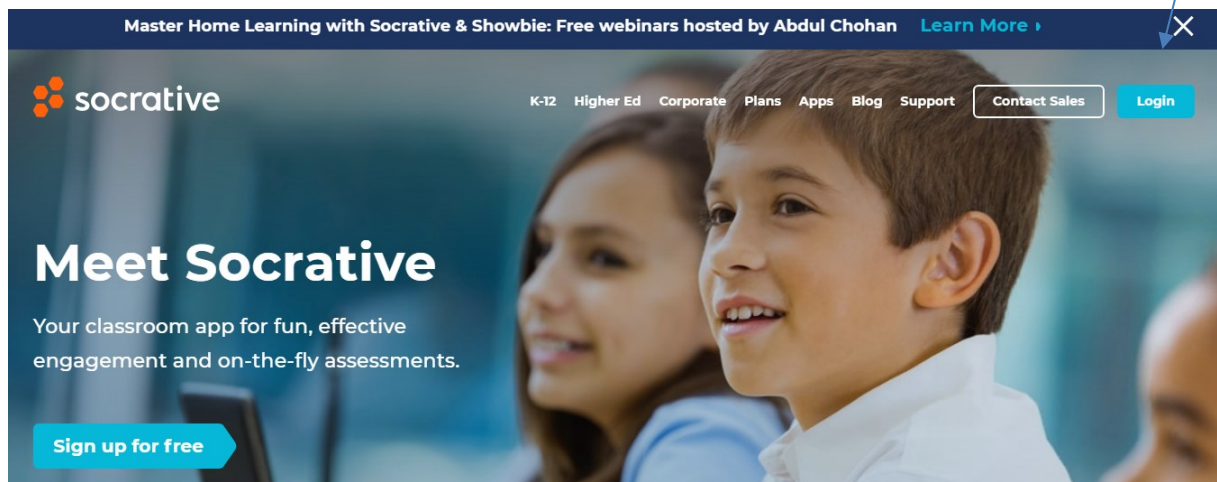 Master Home Learning with Socrative & Showbie: Free webinars hosted by Abdul Chohan Learn More
socrative
K-12 Higher Ed Corporate Plans Apps Blog Support Contact Sales Login
Meet Socrative
Your classroom app for fun, effective
engagement and on-the-fly assessments.
Sign up for free